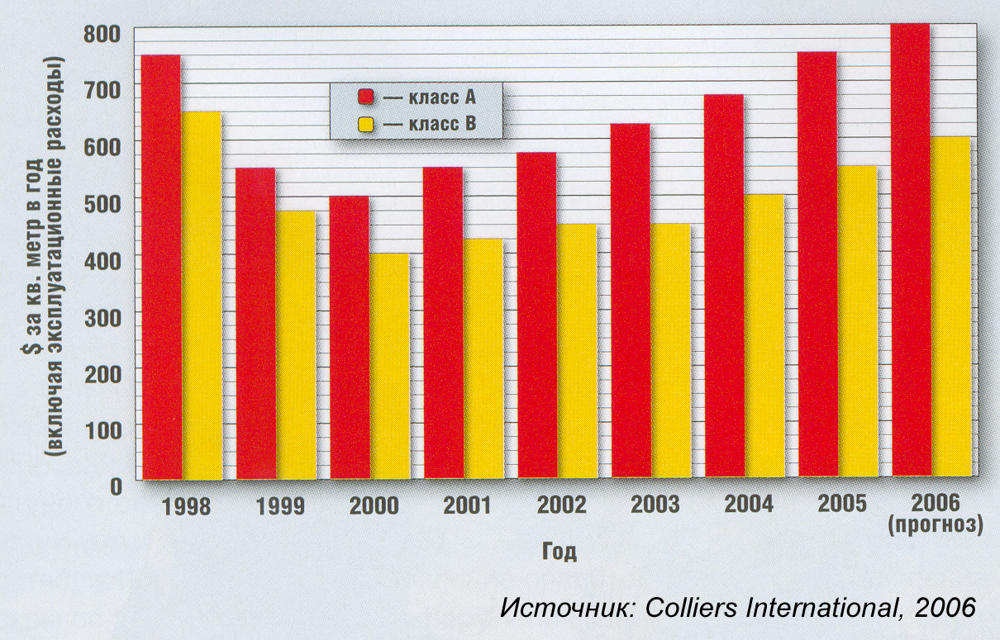 $ за кв. метр в год
(включая эксплуатационные расходы)
800
700
600
500
400
300
200
100
0
— класс А
— класс В
1998
1999
2000
2001
2002
2003
2004
2005
2006
(прогноз)
Год
Источник: Colliers International, 2006